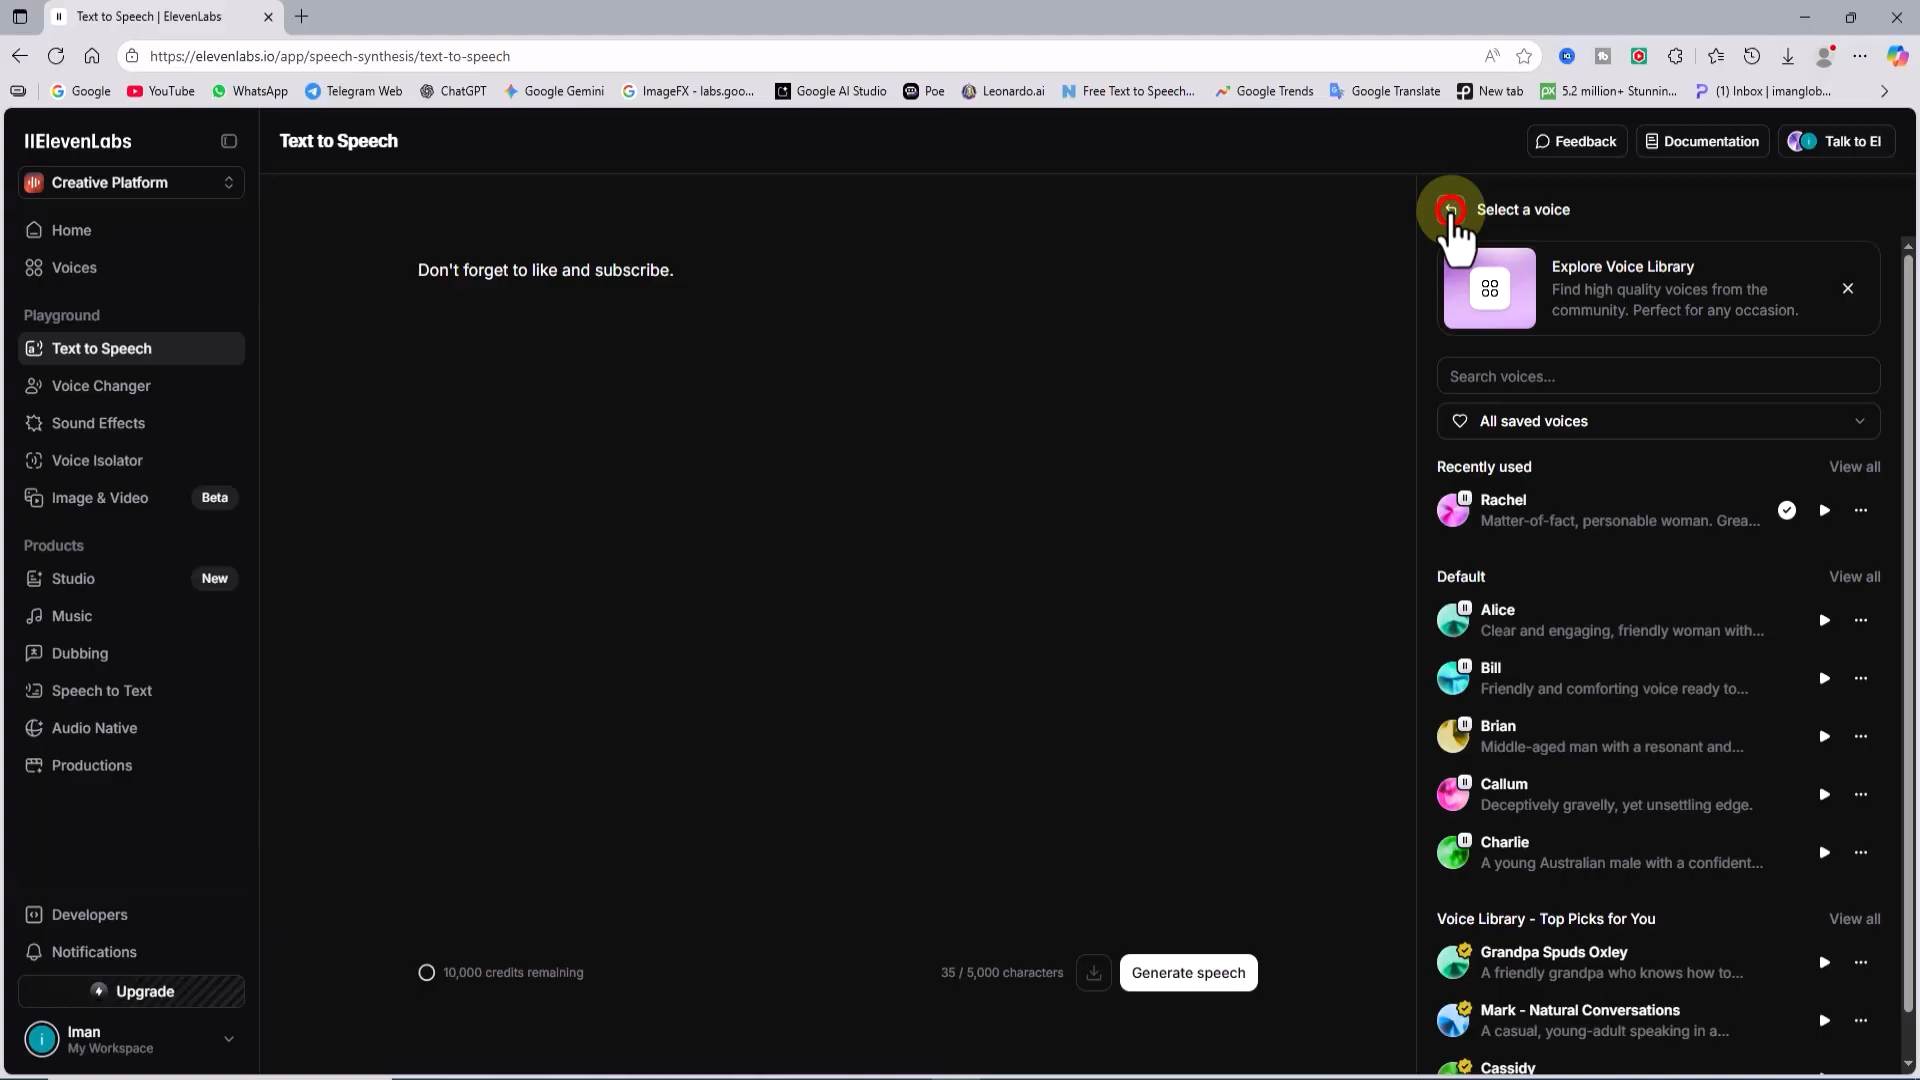 Text to Speech | ElevenLabs
https://elevenlabs.io/app/speech-synthesis/text-to-speech
Google
YouTube
WhatsApp
Telegram Web
ChatGPT
Google Gemini
ImageFX - labs.goo...
Google AI Studio
Poe
Leonardo.ai
Free Text to Speech...
Google Trends
Google Translate
New tab
5.2 million+ Stunnin...
(1) Inbox | imanglob...
IIElevenLabs
Text to Speech
Feedback
Documentation
Talk to El
Creative Platform
Home
Voices
Playground
Text to Speech
Voice Changer
Sound Effects
Voice Isolator
Image & Video
Beta
Products
Studio
New
Music
Dubbing
Speech to Text
Audio Native
Productions
Developers
Notifications
Upgrade
Iman
My Workspace
Don't forget to like and subscribe.
10,000 credits remaining
35 / 5,000 characters
Generate speech
Select a voice
Explore Voice Library
Find high quality voices from the
community. Perfect for any occasion.
Search voices...
All saved voices
Recently used
View all
Rachel
Matter-of-fact, personable woman. Grea...
Default
View all
Alice
Clear and engaging, friendly woman with...
Bill
Friendly and comforting voice ready to...
Brian
Middle-aged man with a resonant and...
Callum
Deceptively gravelly, yet unsettling edge.
Charlie
A young Australian male with a confident...
Voice Library - Top Picks for You
View all
Grandpa Spuds Oxley
A friendly grandpa who knows how to...
Mark - Natural Conversations
A casual, young-adult speaking in a...
Cassidy